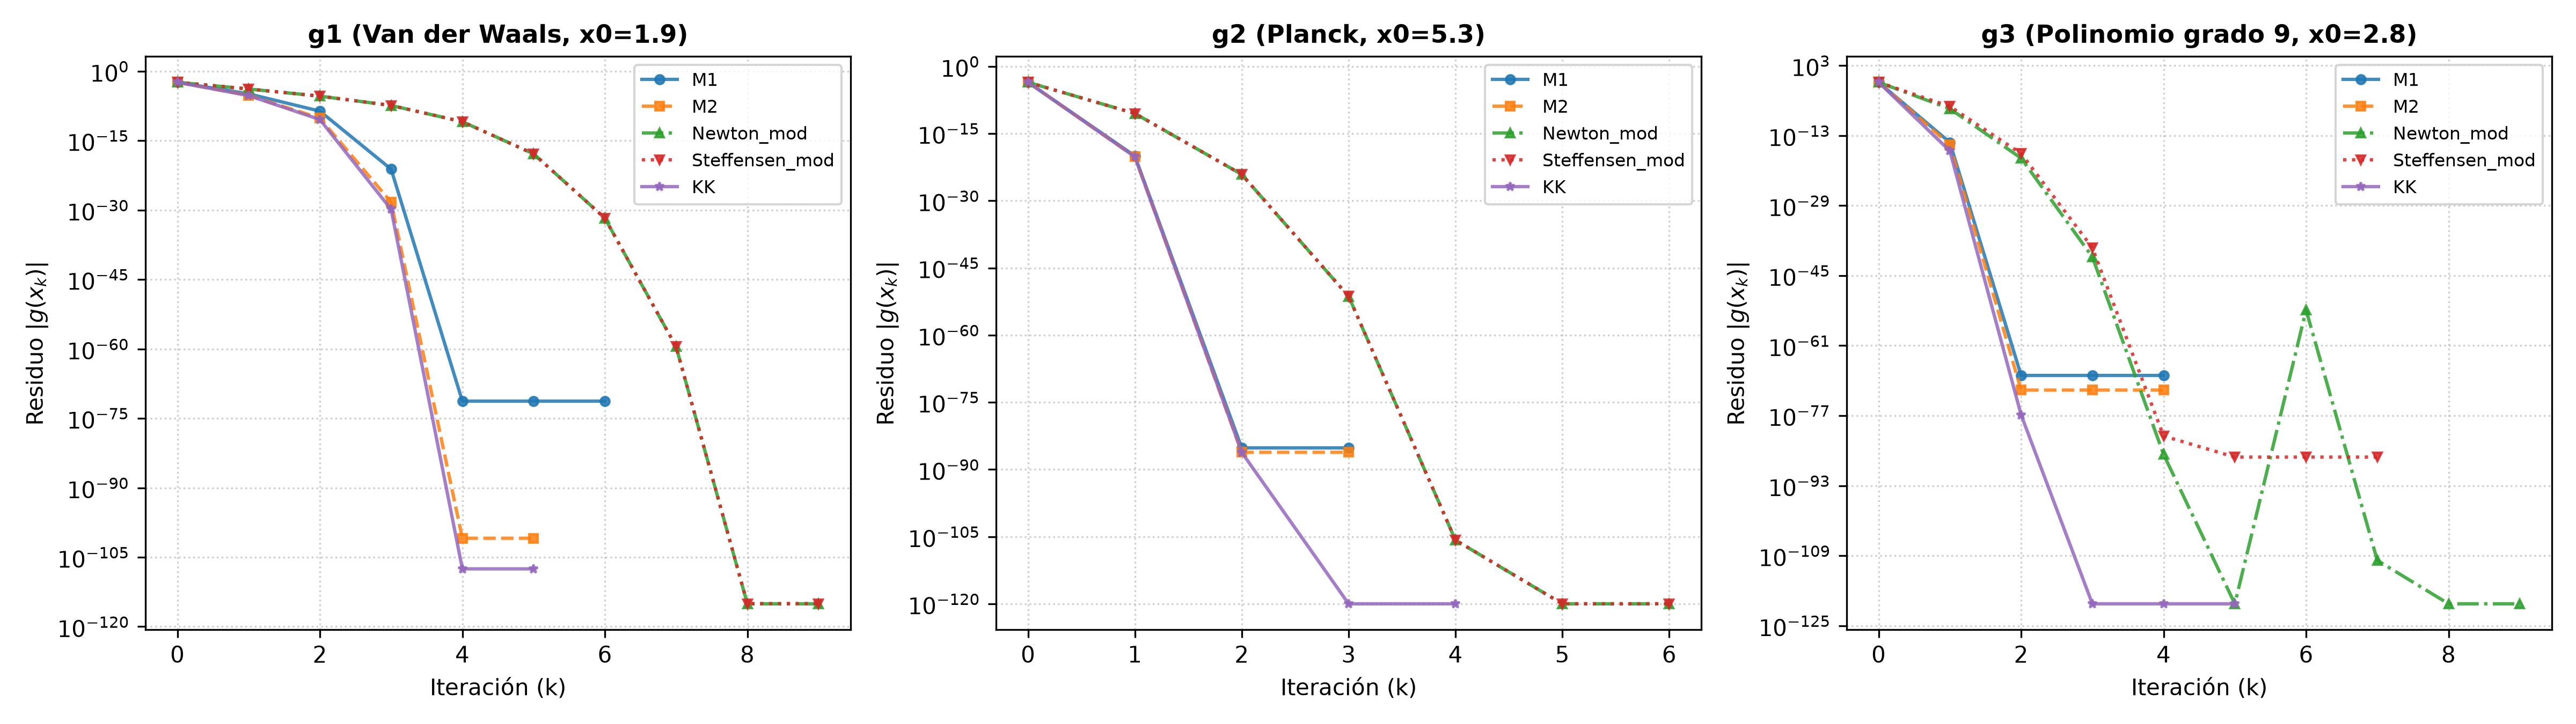 g1 (Van der Waals, x0=1.9)
Residuo |g(x_k)|
10^0
10^−15
10^−30
10^−45
10^−60
10^−75
10^−90
10^−105
10^−120
M1
M2
Newton_mod
Steffensen_mod
KK
0 2 4 6 8
Iteración (k)
g2 (Planck, x0=5.3)
Residuo |g(x_k)|
10^0
10^−15
10^−30
10^−45
10^−60
10^−75
10^−90
10^−105
10^−120
M1
M2
Newton_mod
Steffensen_mod
KK
0 1 2 3 4 5 6
Iteración (k)
g3 (Polinomio grado 9, x0=2.8)
Residuo |g(x_k)|
10^3
10^−13
10^−29
10^−45
10^−61
10^−77
10^−93
10^−109
10^−125
M1
M2
Newton_mod
Steffensen_mod
KK
0 2 4 6 8
Iteración (k)